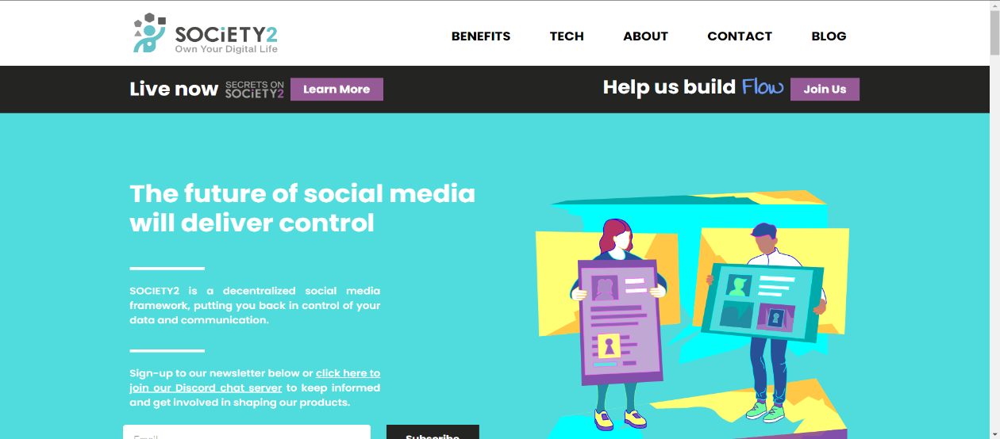 SOCiETY2
Own Your Digital Life
BENEFITS TECH ABOUT CONTACT BLOG
Live now SECRETS ON SOCiETY2 Learn More
Help us build Flow Join Us
The future of social media
will deliver control
SOCIETY2 is a decentralized social media
framework, putting you back in control of your
data and communication.
Sign-up to our newsletter below or click here to
join our Discord chat server to keep informed
and get involved in shaping our products.
Email
Subscribe